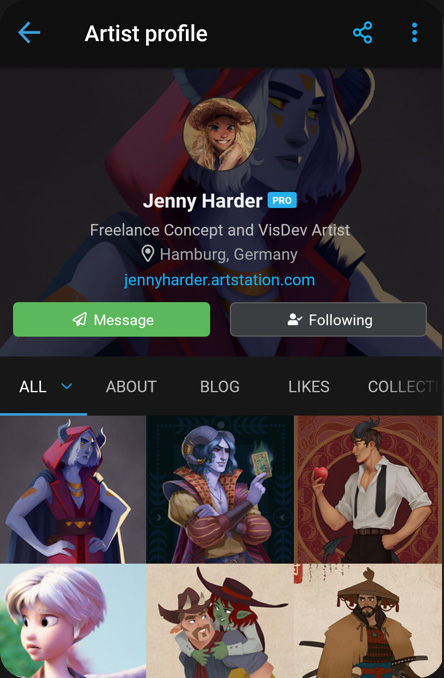 Artist profile
Jenny Harder PRO
Freelance Concept and VisDev Artist
Hamburg, Germany
jennyharder.artstation.com
Message
Following
ALL
ABOUT
BLOG
LIKES
COLLECT